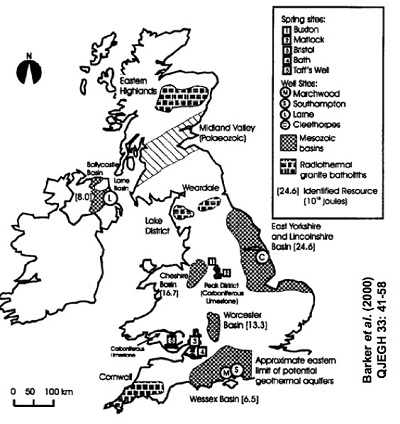 N
Eastern
Highlands
Midland Valley
(Palaeozoic)
Ballycastle
Basin
Larne
Basin
[8.0]
L
Weardale
Lake
District
East Yorkshire
and Lincolnshire
Basin [24.6]
C
Cheshire
Basin
[16.7]
1
2
Peak District
(Carboniferous
Limestone)
Worcester
Basin [13.3]
Carboniferous
Limestone
5
3
4
Approximate eastern
limit of potential
geothermal aquifers
Cornwall
M S
Wessex Basin [6.5]
0 50 100 km
Spring sites:
1 Buxton
2 Matlock
3 Bristol
4 Bath
5 Taff's Well
Well Sites:
M Marchwood
S Southampton
L Larne
C Cleethorpes
Mesozoic
basins
Radiothermal
granite batholiths
[24.6] Identified Resource
(10¹⁸ joules)
Barker et al. (2000)
QJEGH 33: 41-58